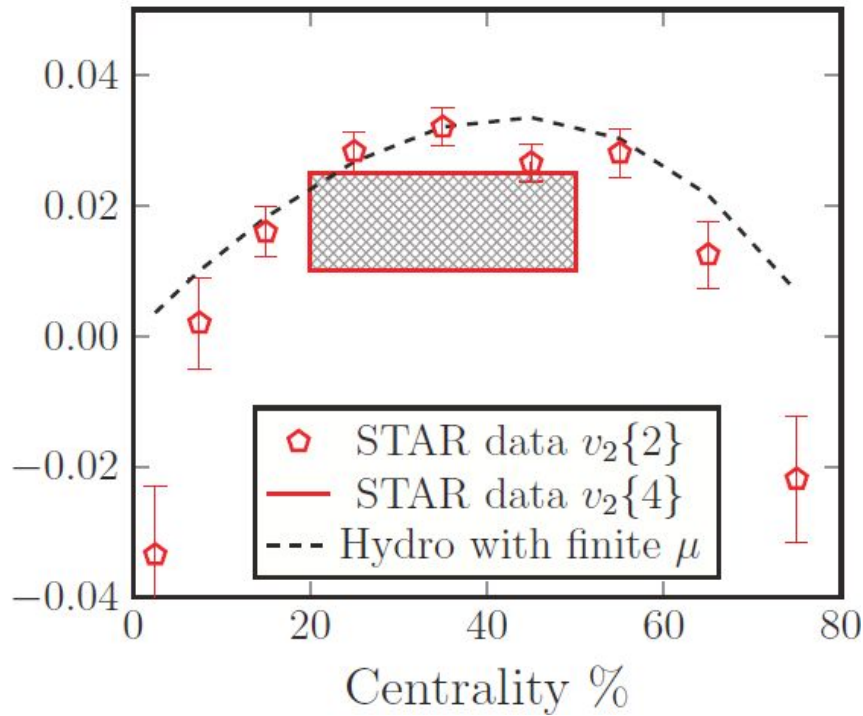 0.04
0.02
0.00
−0.02
−0.04
STAR data v₂{2}
STAR data v₂{4}
Hydro with finite μ
0 20 40 60 80
Centrality %